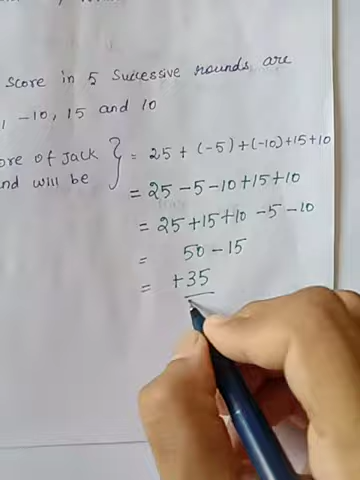 score in 5 Successive rounds are
, -10, 15 and 10
ore of Jack } = 25 + (-5) + (-10) + 15 + 10
nd will be
= 25 - 5 - 10 + 15 + 10
= 25 + 15 + 10 - 5 - 10
= 50 - 15
= +35